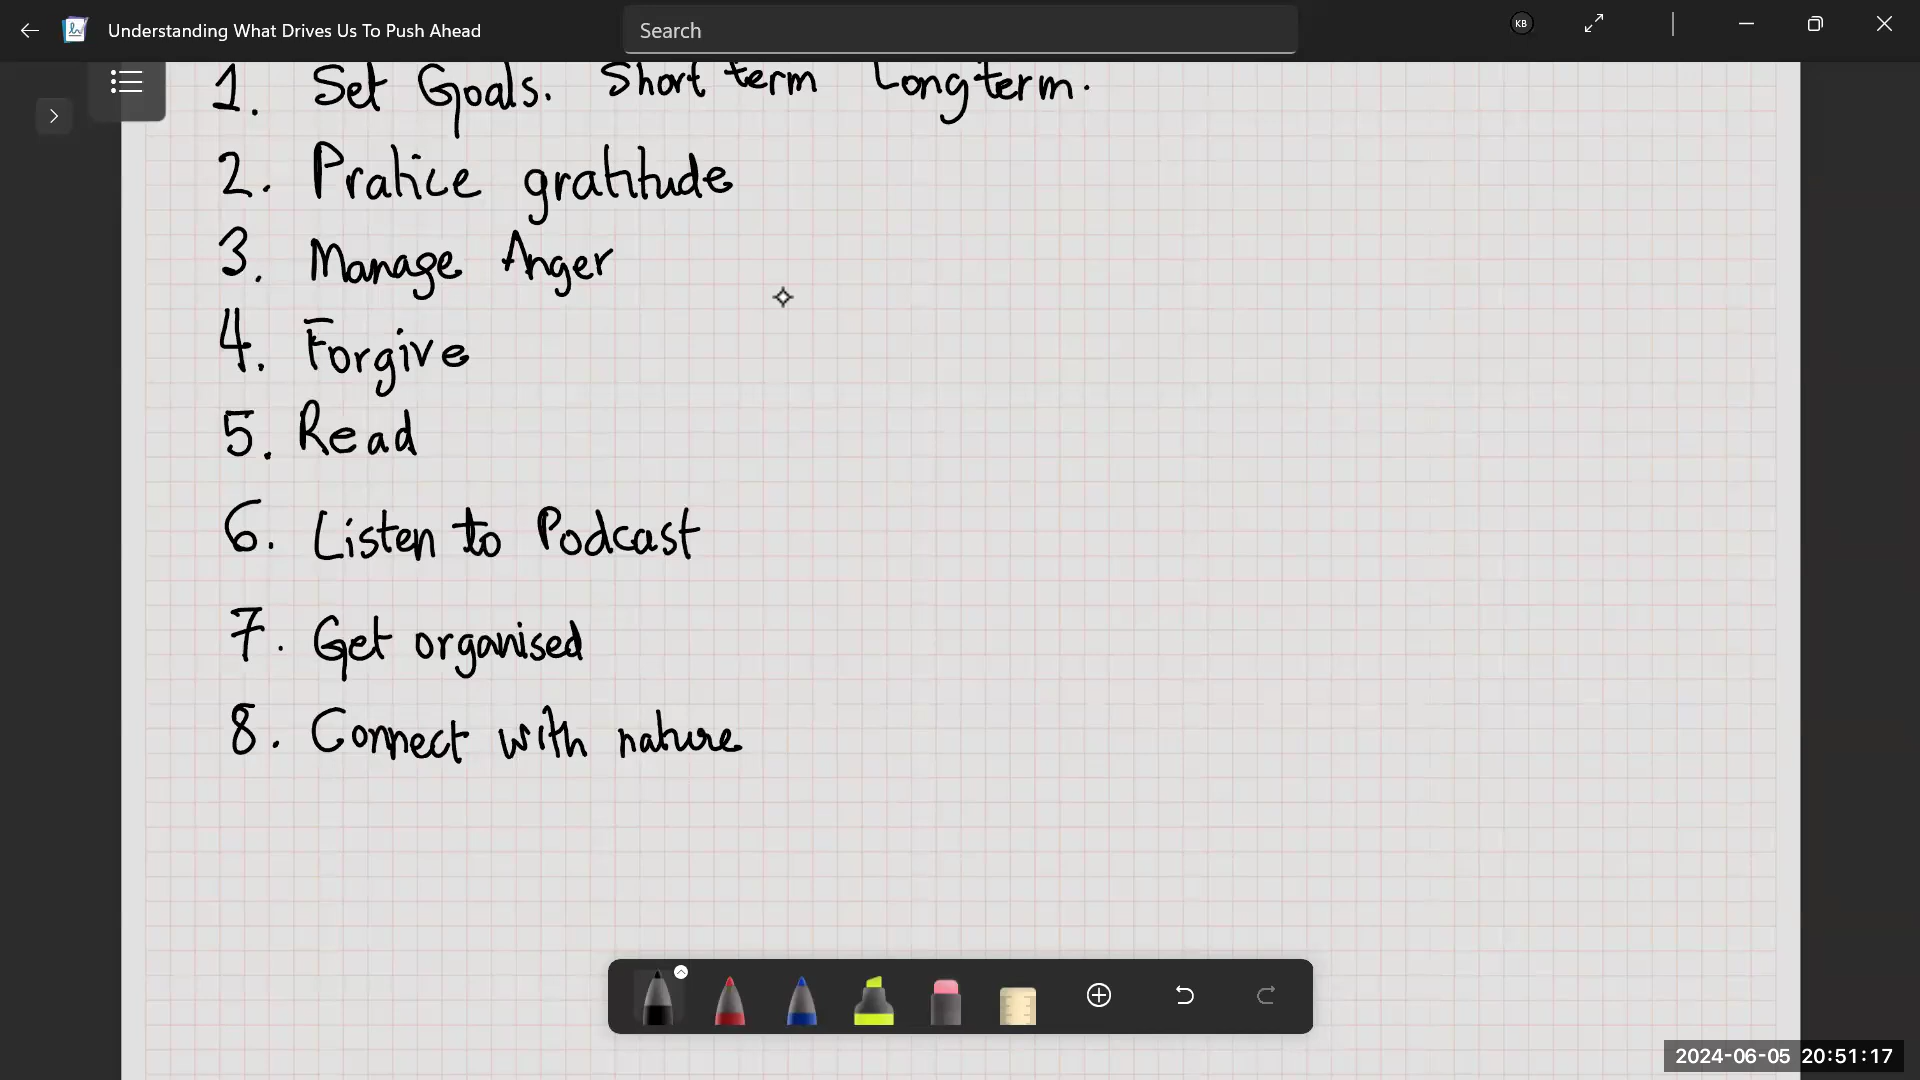 Understanding What Drives Us To Push Ahead
Search
KB
1. Set Goals. Short term Longterm.
2. Pratice gratitude
3. Manage Anger
4. Forgive
5. Read
6. Listen to Podcast
7. Get organised
8. Connect with nature
2024-06-05 20:51:17